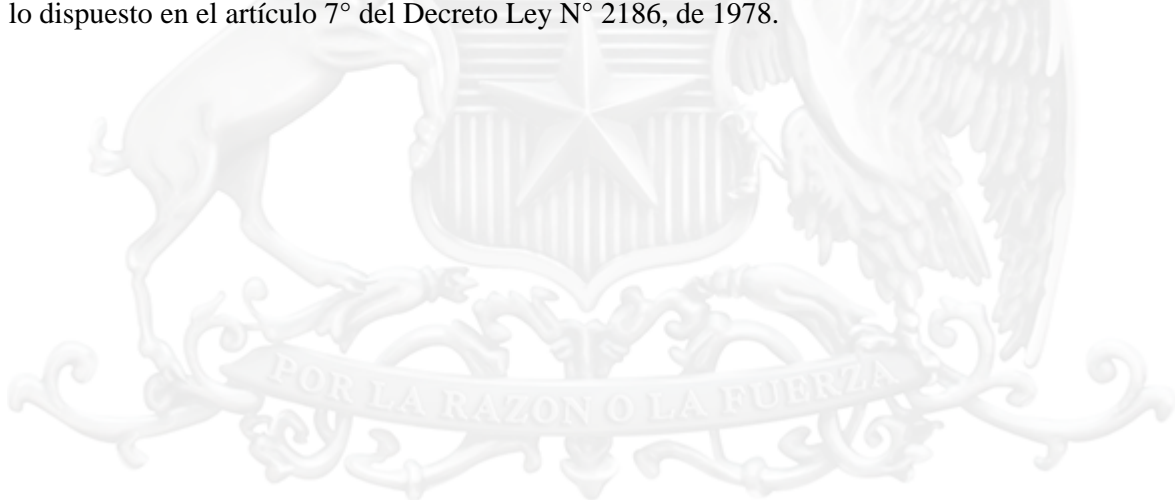 lo dispuesto en el artículo 7° del Decreto Ley N° 2186, de 1978.
POR LA RAZON O LA FUERZA